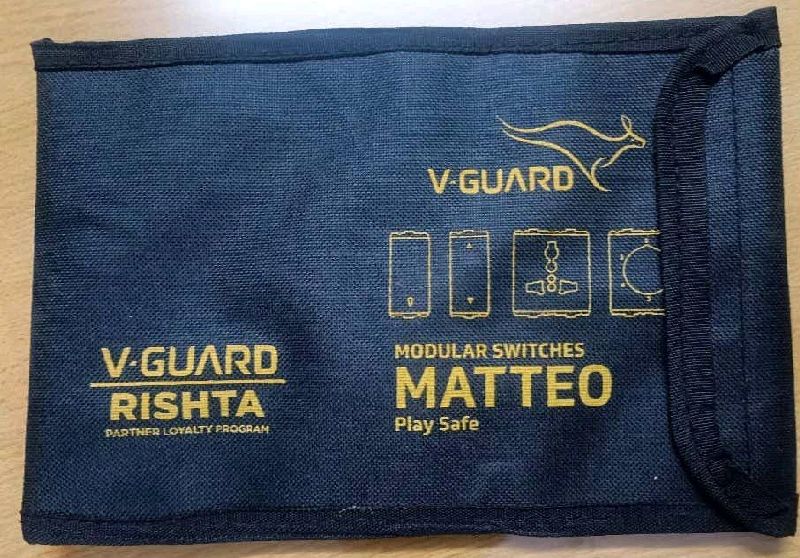 V-GUARD
MODULAR SWITCHES
MATTEO
Play Safe
V-GUARD
RISHTA
PARTNER LOYALTY PROGRAM